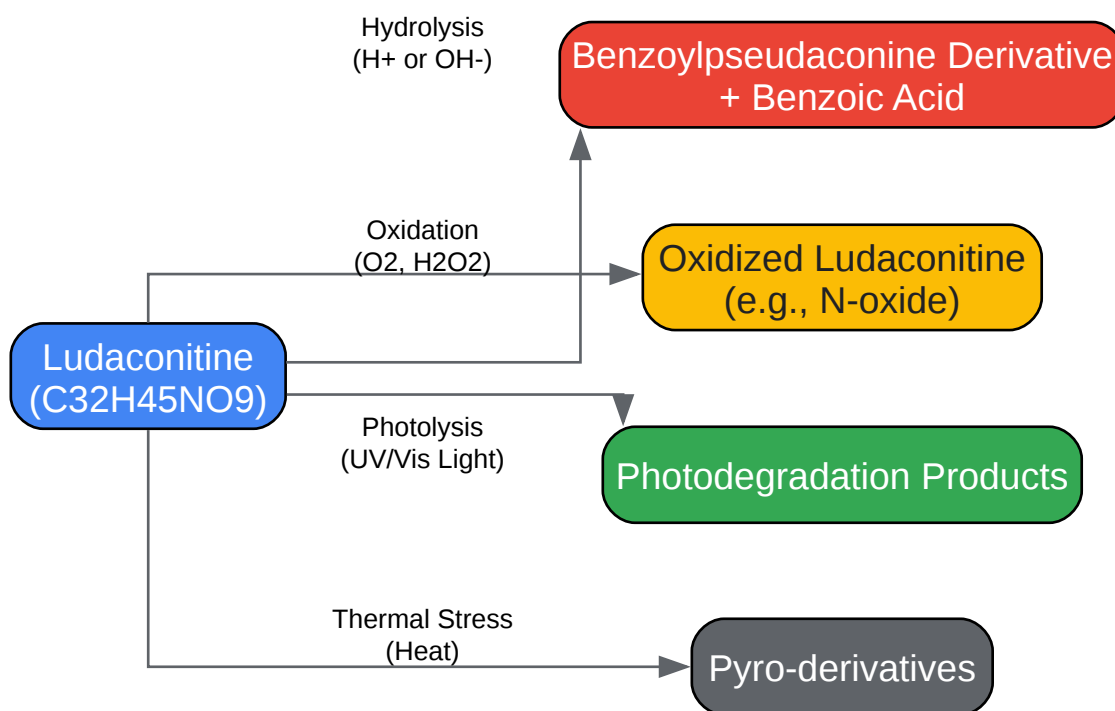 Hydrolysis
(H+ or OH-)
Benzoylpseudaconine Derivative
+ Benzoic Acid
Oxidation
(O2, H2O2)
Oxidized Ludaconitine
(e.g., N-oxide)
Ludaconitine
(C32H45NO9)
Photolysis
(UV/Vis Light)
Photodegradation Products
Thermal Stress
(Heat)
Pyro-derivatives